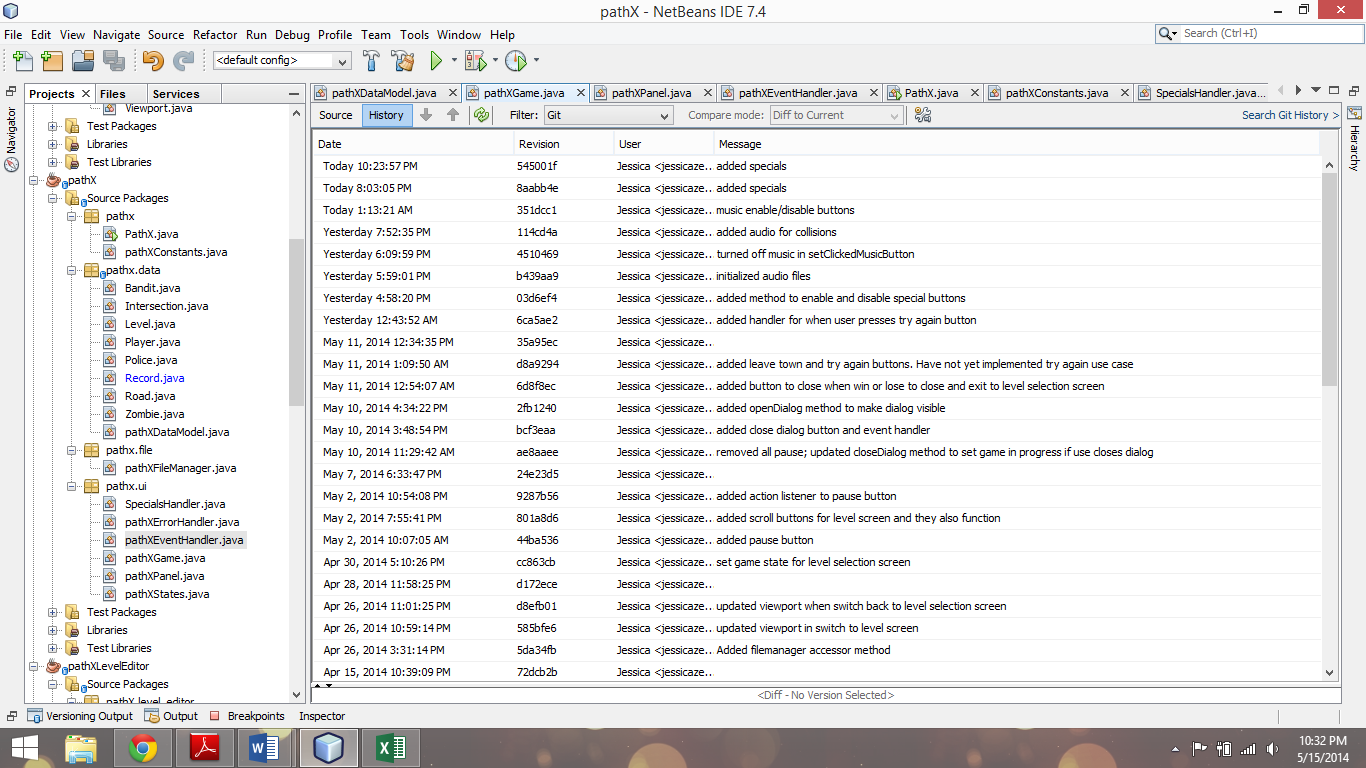 pathX - NetBeans IDE 7.4
File Edit View Navigate Source Refactor Run Debug Profile Team Tools Window Help
Search (Ctrl+I)
<default config>
Navigator
Projects Files Services
Viewport.java
Test Packages
Libraries
Test Libraries
pathX
Source Packages
pathx
PathX.java
pathXConstants.java
pathx.data
Bandit.java
Intersection.java
Level.java
Player.java
Police.java
Record.java
Road.java
Zombie.java
pathXDataModel.java
pathx.file
pathXFileManager.java
pathx.ui
SpecialsHandler.java
pathXErrorHandler.java
pathXEventHandler.java
pathXGame.java
pathXPanel.java
pathXStates.java
Test Packages
Libraries
Test Libraries
pathXLevelEditor
Source Packages
pathX.level_editor
pathXDataModel.java pathXGame.java pathXPanel.java pathXEventHandler.java PathX.java pathXConstants.java SpecialsHandler.java...
Source History Filter: Git Compare mode: Diff to Current Search Git History >
Date Revision User Message
Today 10:23:57 PM 545001f Jessica <jessicaze... added specials
Today 8:03:05 PM 8aabb4e Jessica <jessicaze... added specials
Today 1:13:21 AM 351dcc1 Jessica <jessicaze... music enable/disable buttons
Yesterday 7:52:35 PM 114cd4a Jessica <jessicaze... added audio for collisions
Yesterday 6:09:59 PM 4510469 Jessica <jessicaze... turned off music in setClickedMusicButton
Yesterday 5:59:01 PM b439aa9 Jessica <jessicaze... initialized audio files
Yesterday 4:58:20 PM 03d6ef4 Jessica <jessicaze... added method to enable and disable special buttons
Yesterday 12:43:52 AM 6ca5ae2 Jessica <jessicaze... added handler for when user presses try again button
May 11, 2014 12:34:35 PM 35a95ec Jessica <jessicaze...
May 11, 2014 1:09:50 AM d8a9294 Jessica <jessicaze... added leave town and try again buttons. Have not yet implemented try again use case
May 11, 2014 12:54:07 AM 6d8f8ec Jessica <jessicaze... added button to close when win or lose to close and exit to level selection screen
May 10, 2014 4:34:22 PM 2fb1240 Jessica <jessicaze... added openDialog method to make dialog visible
May 10, 2014 3:48:54 PM bcf3eaa Jessica <jessicaze... added close dialog button and event handler
May 10, 2014 11:29:42 AM ae8aaee Jessica <jessicaze... removed all pause; updated closeDialog method to set game in progress if use closes dialog
May 7, 2014 6:33:47 PM 24e23d5 Jessica <jessicaze...
May 2, 2014 10:54:08 PM 9287b56 Jessica <jessicaze... added action listener to pause button
May 2, 2014 7:55:41 PM 801a8d6 Jessica <jessicaze... added scroll buttons for level screen and they also function
May 2, 2014 10:07:05 AM 44ba536 Jessica <jessicaze... added pause button
Apr 30, 2014 5:10:26 PM cc863cb Jessica <jessicaze... set game state for level selection screen
Apr 28, 2014 11:58:25 PM d172ece Jessica <jessicaze...
Apr 26, 2014 11:01:25 PM d8efb01 Jessica <jessicaze... updated viewport when switch back to level selection screen
Apr 26, 2014 10:59:14 PM 585bfe6 Jessica <jessicaze... updated viewport in switch to level screen
Apr 26, 2014 3:31:14 PM 5da34fb Jessica <jessicaze... Added filemanager accessor method
Apr 15, 2014 10:39:09 PM 72dcb2b Jessica <jessicaze...
<Diff - No Version Selected>
Hierarchy
Versioning Output Output Breakpoints Inspector
10:32 PM
5/15/2014